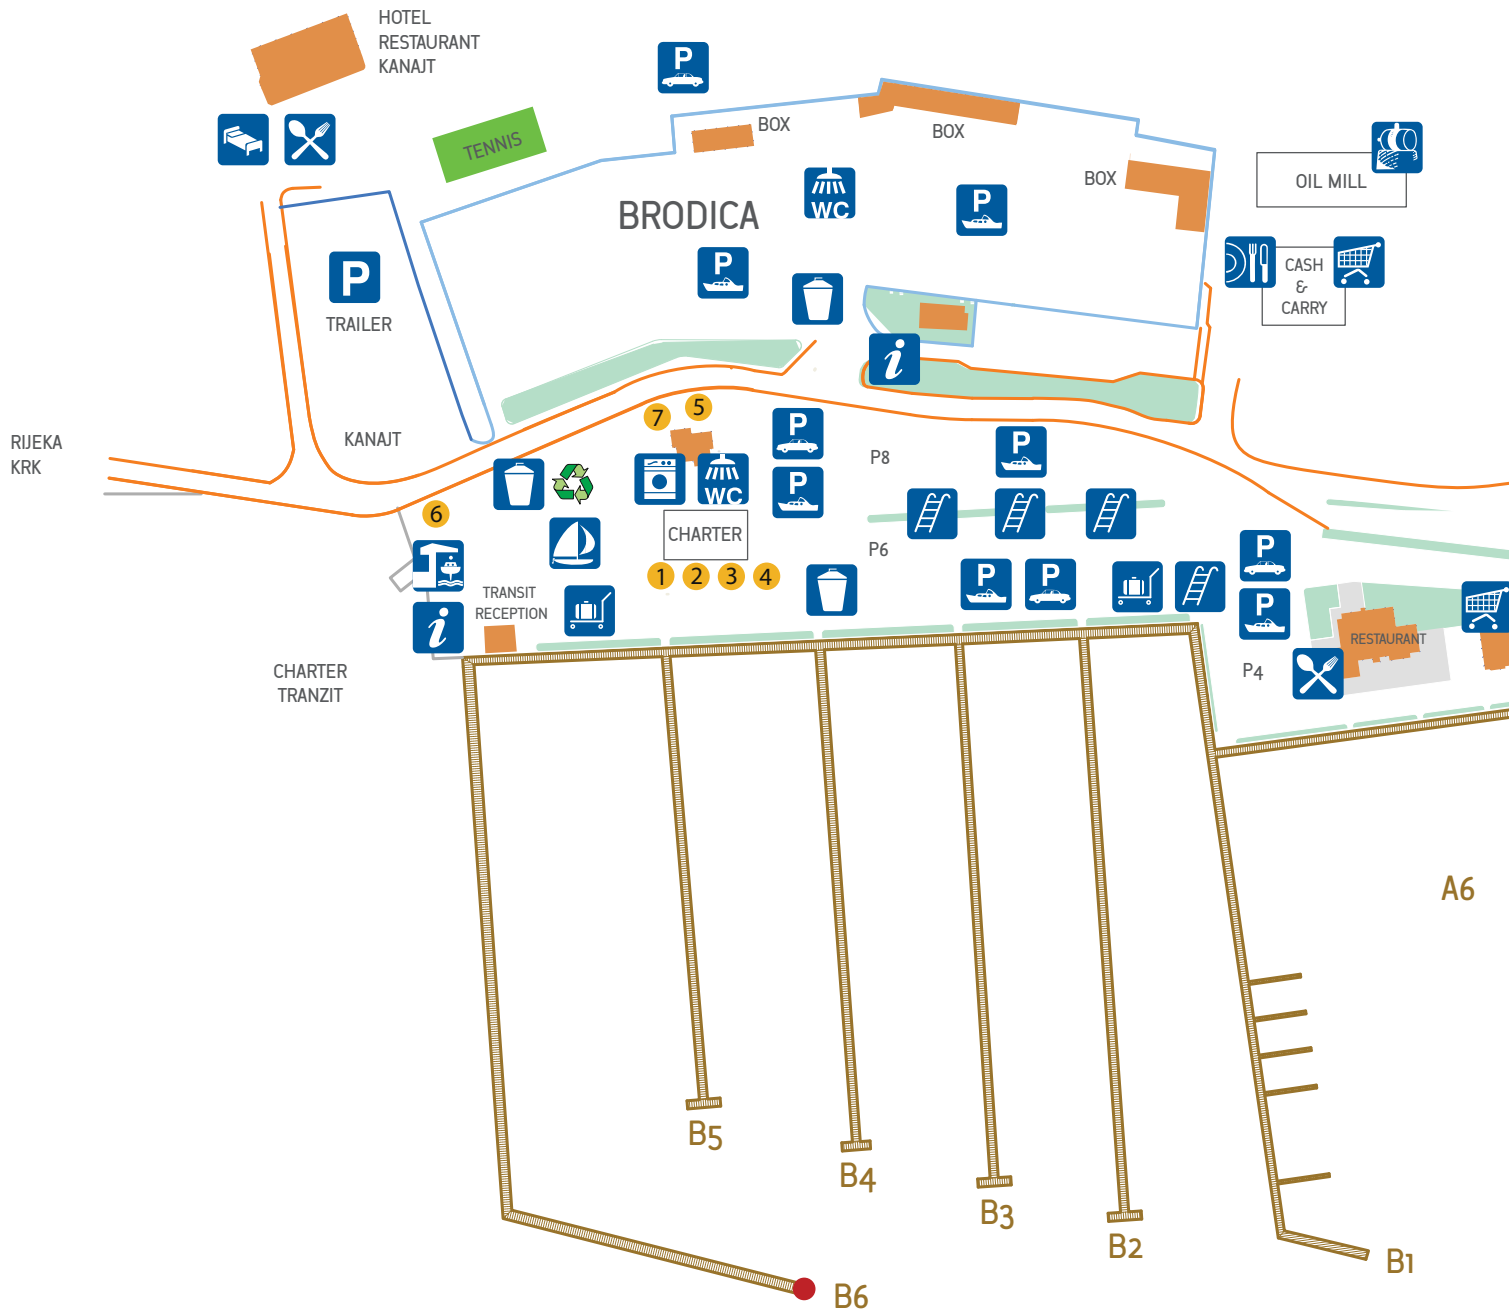 HOTEL
RESTAURANT
KANAJT
P
TENNIS
BOX
BOX
BOX
OIL MILL
WC
P
BRODICA
P
P
TRAILER
CASH
&
CARRY
i
RIJEKA
KRK
KANAJT
7
5
P
P8
P
WC
P
6
CHARTER
P6
1
2
3
4
P
P
P
P
TRANSIT
RECEPTION
i
RESTAURANT
P4
CHARTER
TRANZIT
A6
B5
B4
B3
B2
B1
B6